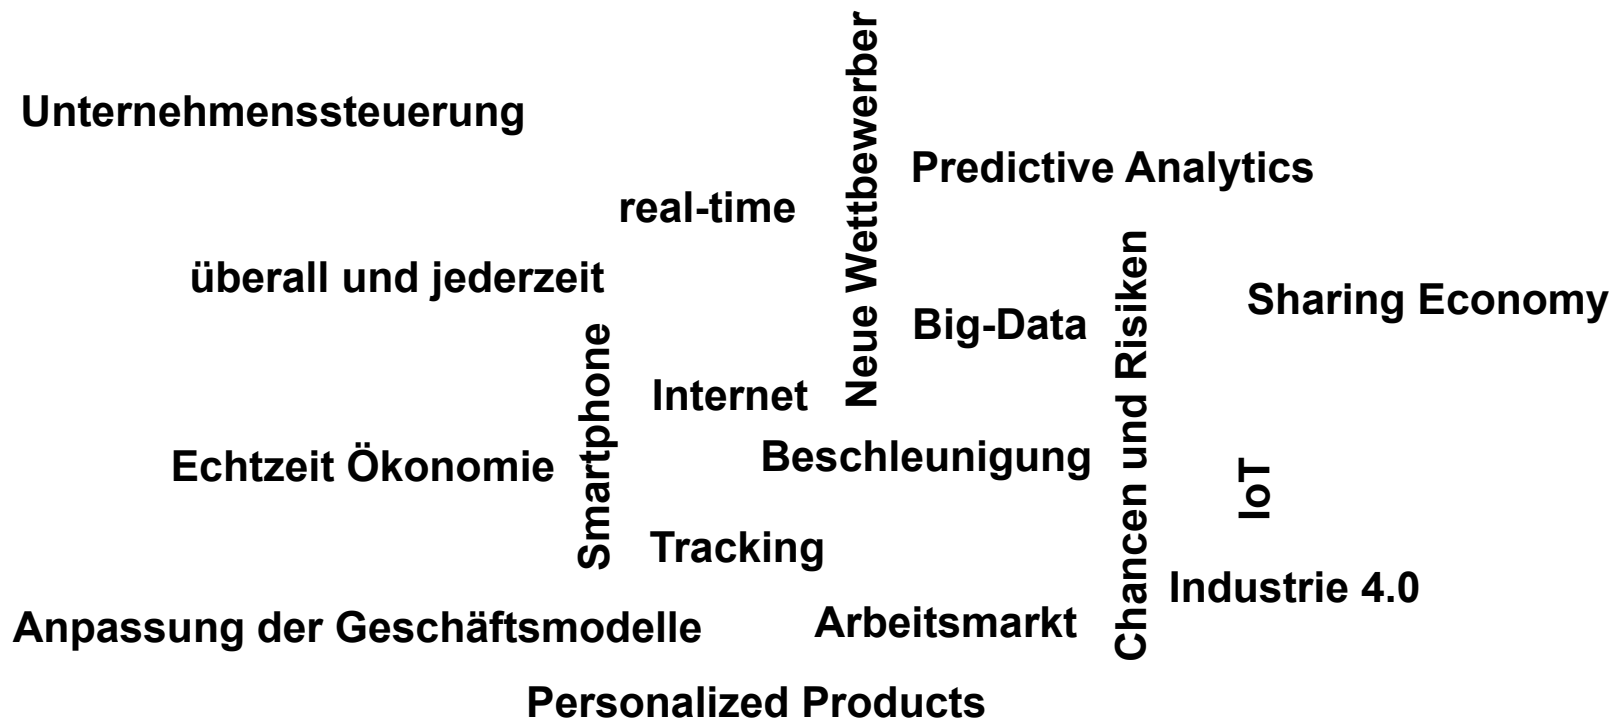 Unternehmenssteuerung
Neue Wettbewerber
Predictive Analytics
real-time
überall und jederzeit
Big-Data
Chancen und Risiken
Sharing Economy
Smartphone
Internet
Echtzeit Ökonomie
Beschleunigung
IoT
Tracking
Industrie 4.0
Anpassung der Geschäftsmodelle
Arbeitsmarkt
Personalized Products